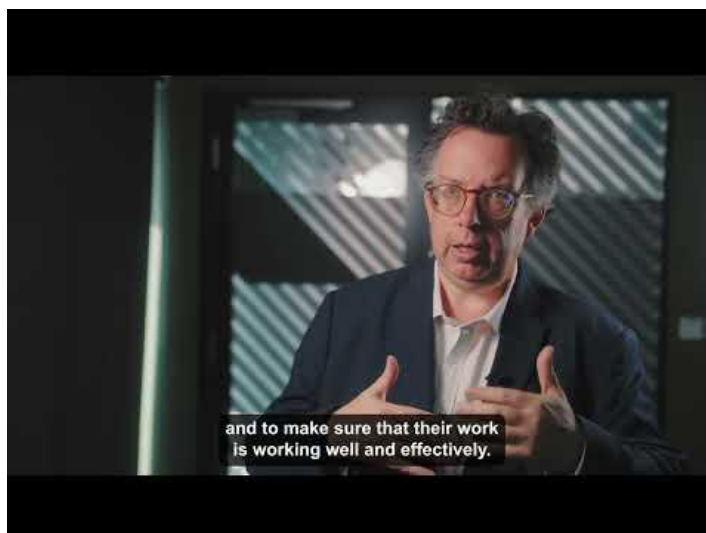 and to make sure that their work
is working well and effectively.